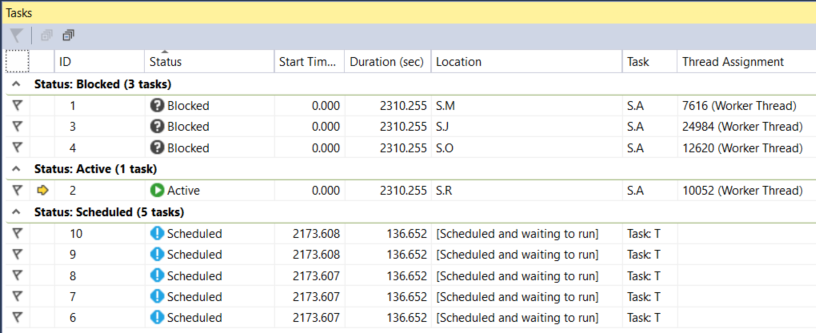 Tasks
ID Status Start Tim... Duration (sec) Location Task Thread Assignment
Status: Blocked (3 tasks)
1 Blocked 0.000 2310.255 S.M S.A 7616 (Worker Thread)
3 Blocked 0.000 2310.255 S.J S.A 24984 (Worker Thread)
4 Blocked 0.000 2310.255 S.O S.A 12620 (Worker Thread)
Status: Active (1 task)
2 Active 0.000 2310.255 S.R S.A 10052 (Worker Thread)
Status: Scheduled (5 tasks)
10 Scheduled 2173.608 136.652 [Scheduled and waiting to run] Task: T
9 Scheduled 2173.608 136.652 [Scheduled and waiting to run] Task: T
8 Scheduled 2173.607 136.652 [Scheduled and waiting to run] Task: T
7 Scheduled 2173.607 136.652 [Scheduled and waiting to run] Task: T
6 Scheduled 2173.607 136.652 [Scheduled and waiting to run] Task: T